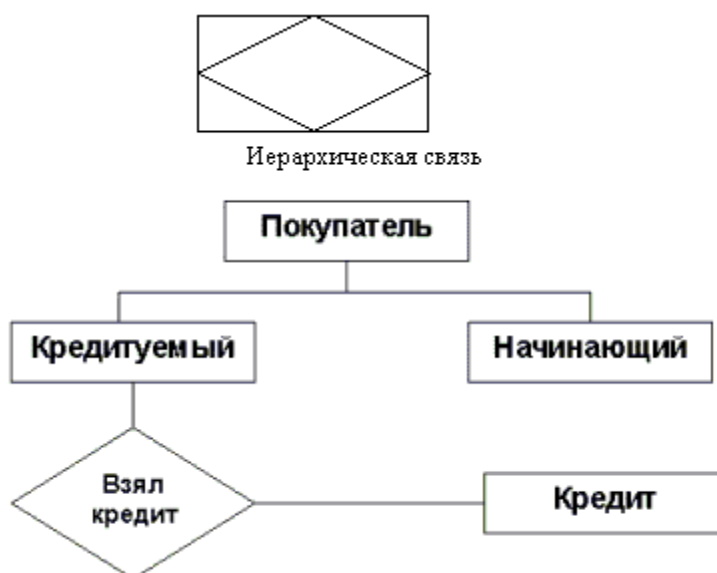 Иерархическая связь
Покупатель
Кредитуемый
Начинающий
Взял
кредит
Кредит